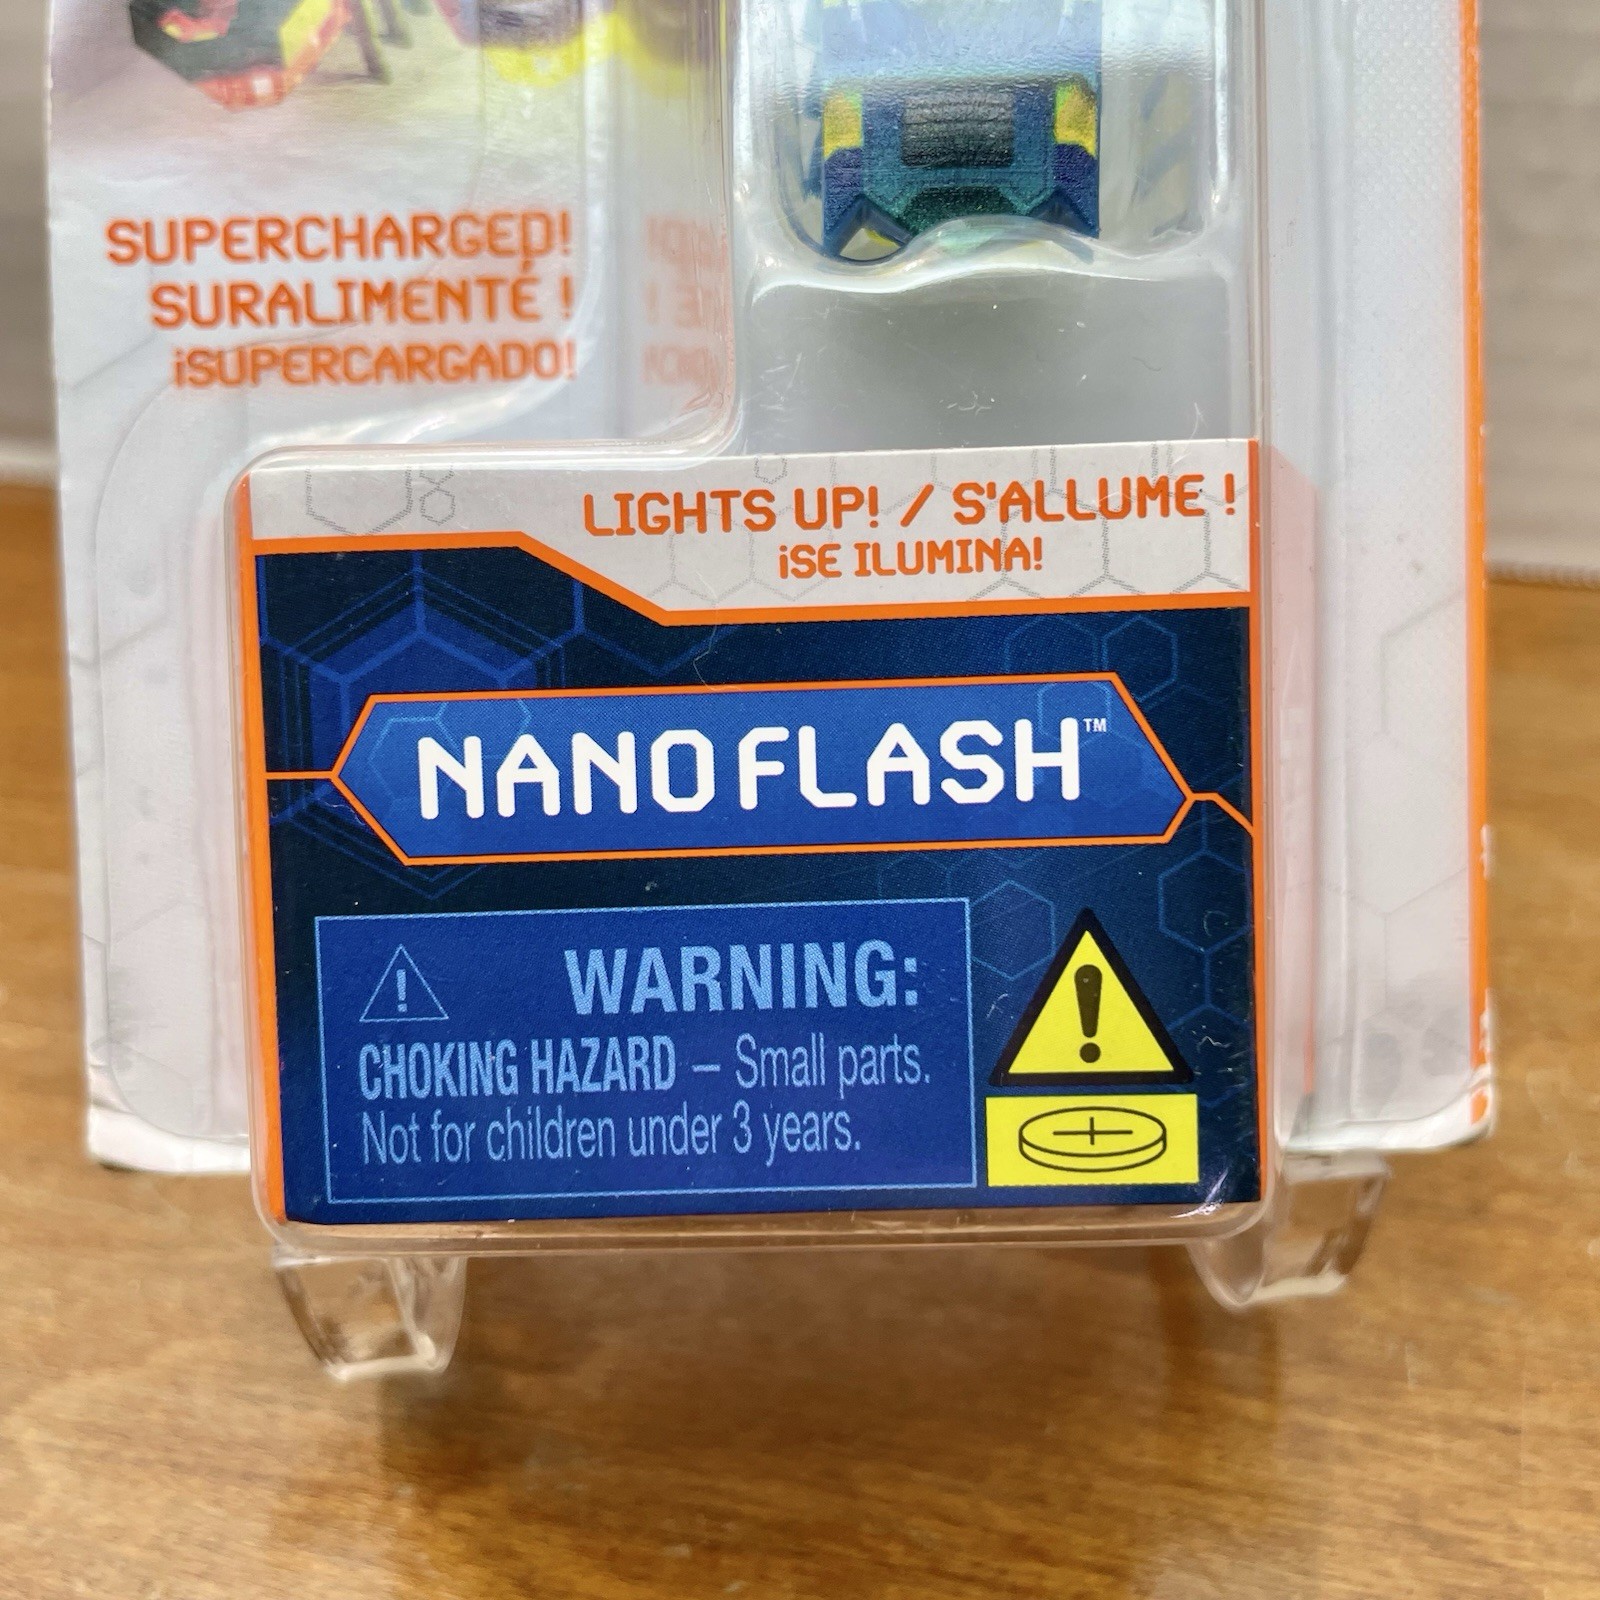 SUPERCHARGED!
SURALIMENTÉ !
¡SUPERCARGADO!
LIGHTS UP! / S'ALLUME !
¡SE ILUMINA!
NANOFLASH™
WARNING:
CHOKING HAZARD – Small parts.
Not for children under 3 years.